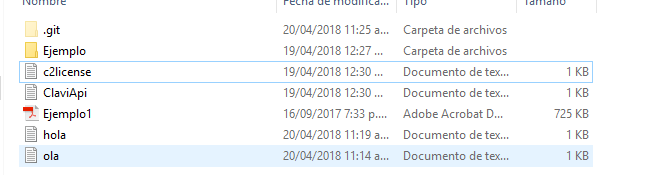 Nombre Fecha de modifica... Tipo Tamaño
.git 20/04/2018 11:25 a... Carpeta de archivos
Ejemplo 19/04/2018 12:27 ... Carpeta de archivos
c2license 19/04/2018 12:30 ... Documento de tex... 1 KB
ClaviApi 19/04/2018 12:30 ... Documento de tex... 1 KB
Ejemplo1 16/09/2017 7:33 p.... Adobe Acrobat D... 725 KB
hola 20/04/2018 11:19 a... Documento de tex... 1 KB
ola 20/04/2018 11:14 a... Documento de tex... 1 KB